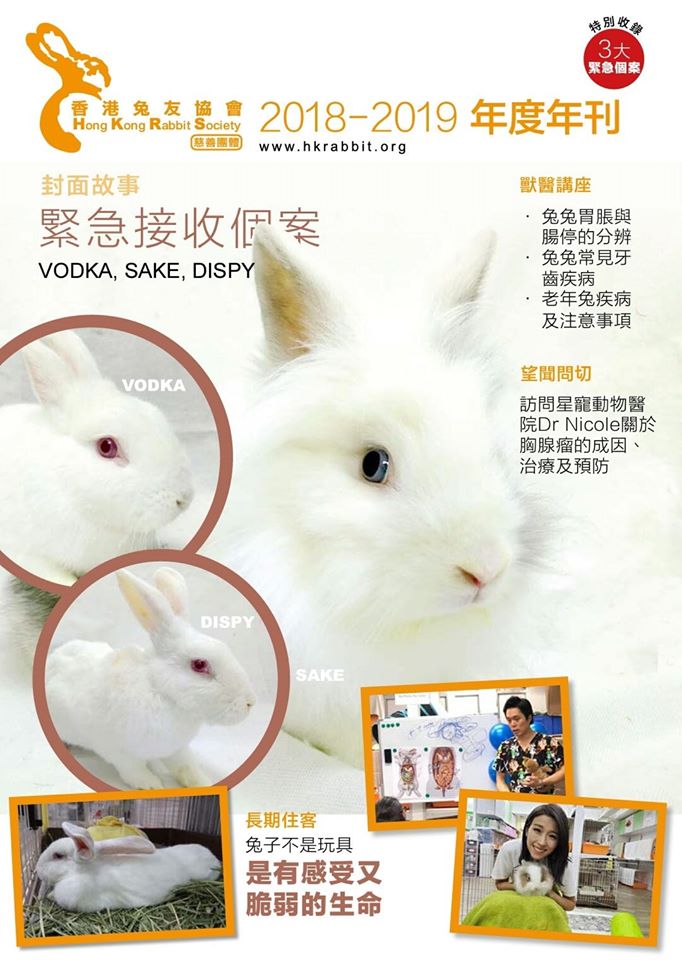 特別收錄
3大
緊急個案
香港兔友協會
Hong Kong Rabbit Society
慈善團體
2018-2019 年度年刊
www.hkrabbit.org
封面故事
緊急接收個案
VODKA, SAKE, DISPY
獸醫講座
· 兔兔胃脹與
腸停的分辨
· 兔兔常見牙
齒疾病
· 老年兔疾病
及注意事項
望聞問切
訪問星寵動物醫
院Dr Nicole關於
胸腺瘤的成因、
治療及預防
VODKA
DISPY
SAKE
長期住客
兔子不是玩具
是有感受又
脆弱的生命